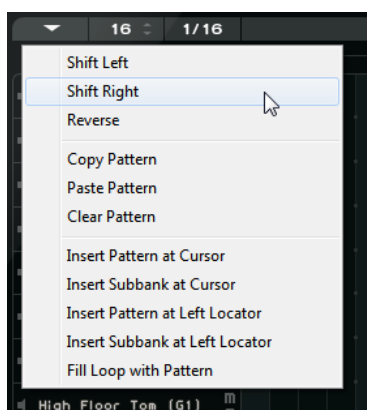 16 1/16
Shift Left
Shift Right
Reverse
Copy Pattern
Paste Pattern
Clear Pattern
Insert Pattern at Cursor
Insert Subbank at Cursor
Insert Pattern at Left Locator
Insert Subbank at Left Locator
Fill Loop with Pattern
High Floor Tom (G1) m